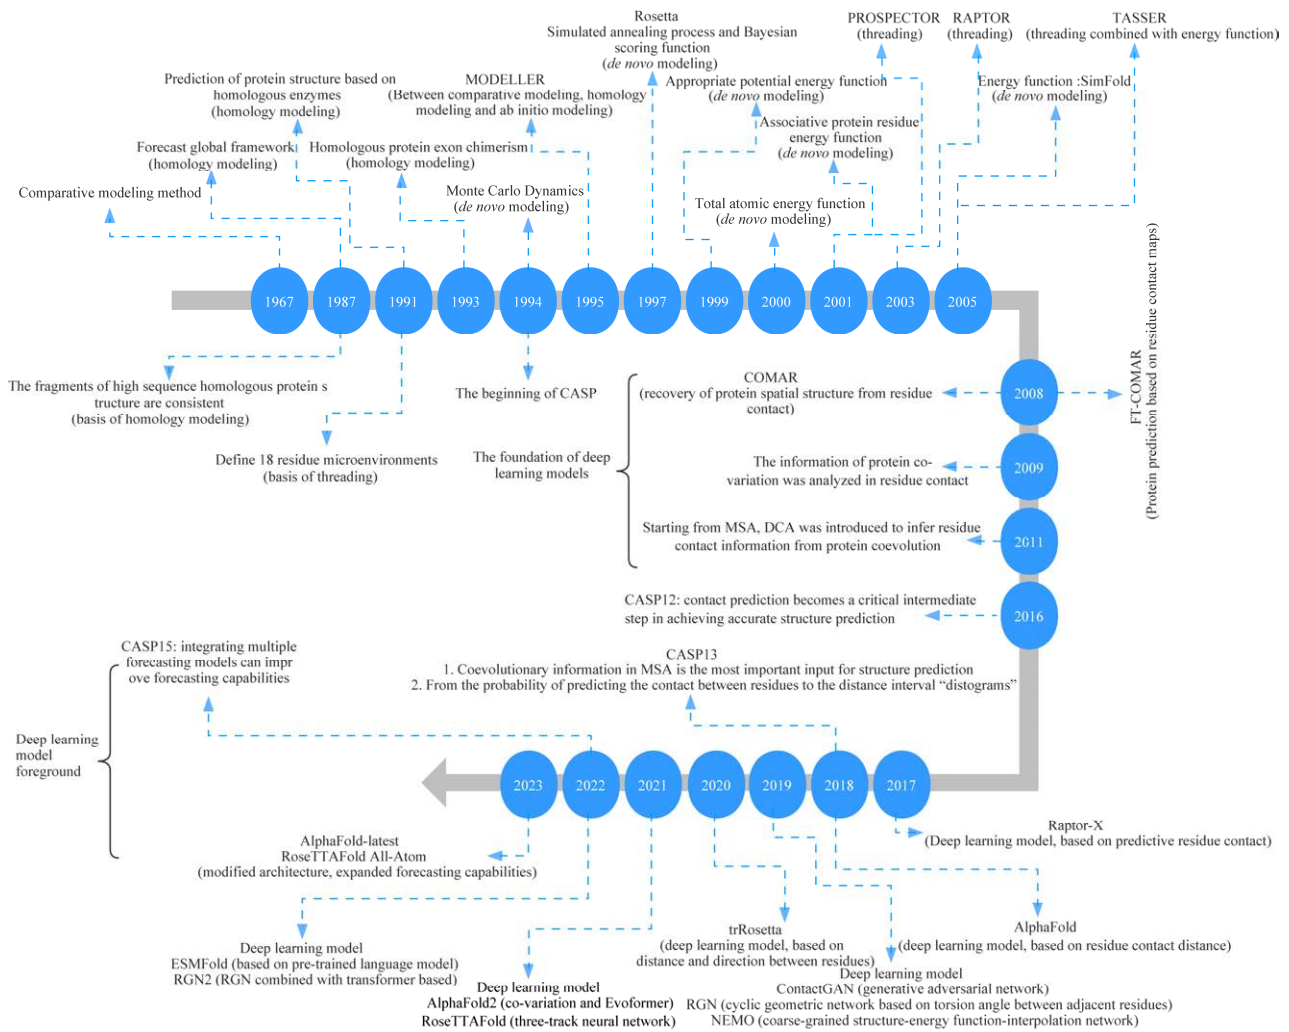 Rosetta
Simulated annealing process and Bayesian
scoring function
(de novo modeling)
PROSPECTOR
(threading)
RAPTOR
(threading)
TASSER
(threading combined with energy function)
Prediction of protein structure based on
homologous enzymes
(homology modeling)
MODELLER
(Between comparative modeling, homology
modeling and ab initio modeling)
Appropriate potential energy function
(de novo modeling)
Energy function :SimFold
(de novo modeling)
Associative protein residue
energy function
(de novo modeling)
Forecast global framework
(homology modeling)
Homologous protein exon chimerism
(homology modeling)
Comparative modeling method
Monte Carlo Dynamics
(de novo modeling)
Total atomic energy function
(de novo modeling)
1967
1987
1991
1993
1994
1995
1997
1999
2000
2001
2003
2005
The fragments of high sequence homologous protein s
tructure are consistent
(basis of homology modeling)
Define 18 residue microenvironments
(basis of threading)
The beginning of CASP
The foundation of deep
learning models
COMAR
(recovery of protein spatial structure from residue
contact)
2008
FT-COMAR
(Protein prediction based on residue contact maps)
The information of protein co-
variation was analyzed in residue contact
2009
Starting from MSA, DCA was introduced to infer residue
contact information from protein coevolution
2011
CASP12: contact prediction becomes a critical intermediate
step in achieving accurate structure prediction
2016
CASP13
1. Coevolutionary information in MSA is the most important input for structure prediction
2. From the probability of predicting the contact between residues to the distance interval “distograms”
CASP15: integrating multiple
forecasting models can impr
ove forecasting capabilities
Deep learning
model
foreground
2023
2022
2021
2020
2019
2018
2017
Raptor-X
(Deep learning model, based on predictive residue contact)
AlphaFold-latest
RoseTTAFold All-Atom
(modified architecture, expanded forecasting capabilities)
AlphaFold
(deep learning model, based on residue contact distance)
trRosetta
(deep learning model, based on
distance and direction between residues)
Deep learning model
ESMFold (based on pre-trained language model)
RGN2 (RGN combined with transformer based)
Deep learning model
AlphaFold2 (co-variation and Evoformer)
RoseTTAFold (three-track neural network)
Deep learning model
ContactGAN (generative adversarial network)
RGN (cyclic geometric network based on torsion angle between adjacent residues)
NEMO (coarse-grained structure-energy function-interpolation network)